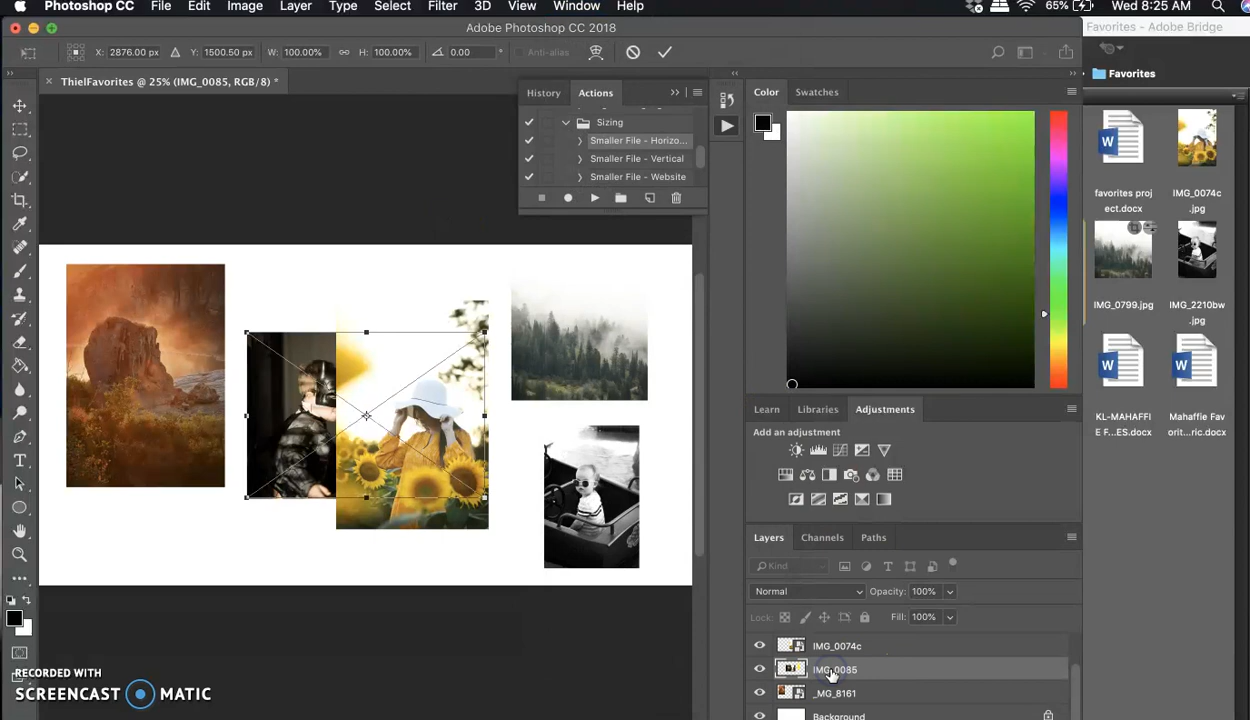 Photoshop CC File Edit Image Layer Type Select Filter 3D View Window Help 65% Wed 8:25 AM
Adobe Photoshop CC 2018
Favorites – Adobe Bridge
X: 2876.00 px Y: 1500.50 px W: 100.00% H: 100.00% 0.00 Anti-alias
ThielFavorites @ 25% (IMG_0085, RGB/8) *
History Actions
Sizing
Smaller File - Horizo...
Smaller File - Vertical
Smaller File - Website
Color Swatches
Favorites
favorites proj
ect.docx
IMG_0074c
.jpg
IMG_0799.jpg
IMG_2210bw
.jpg
KL-MAHAFFI
E F...ES.docx
Mahaffie Fav
orit...ric.docx
Learn Libraries Adjustments
Add an adjustment
Layers Channels Paths
Kind
Normal Opacity: 100%
Lock: Fill: 100%
IMG_0074c
IMG_0085
_MG_8161
Background
RECORDED WITH
SCREENCAST MATIC